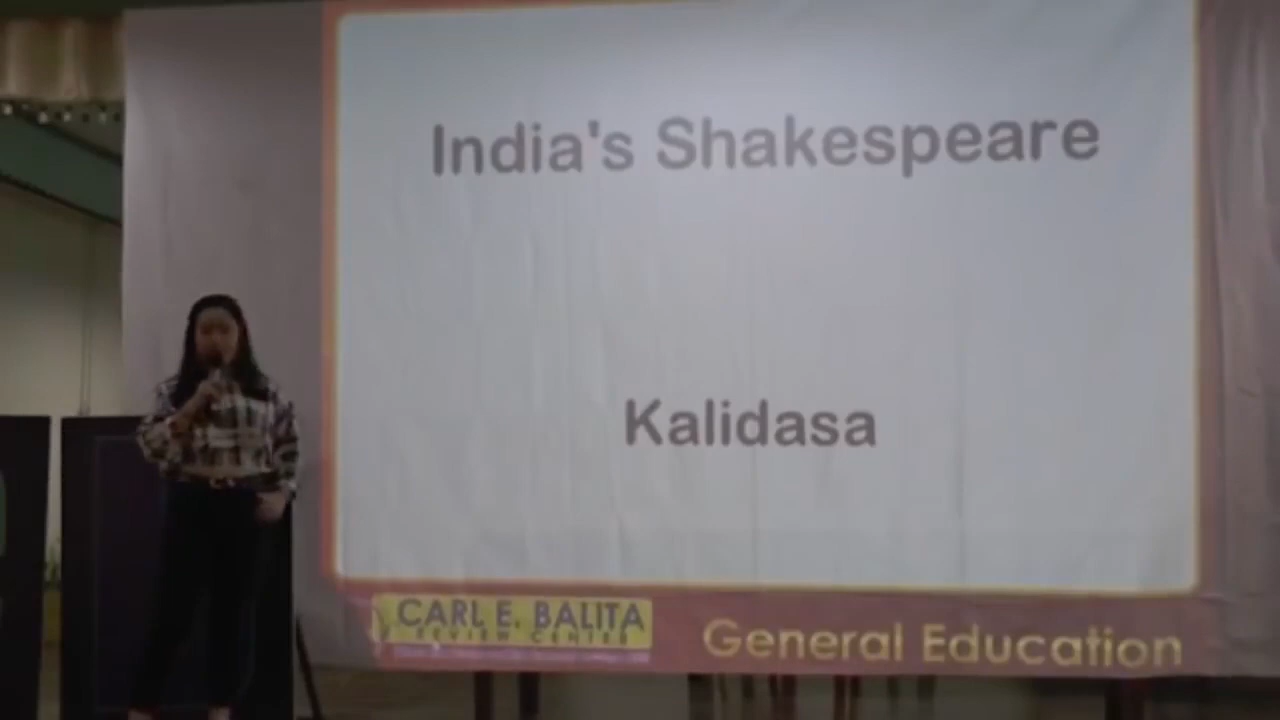 India's Shakespeare
Kalidasa
CARL E. BALITA
REVIEW CENTER
General Education